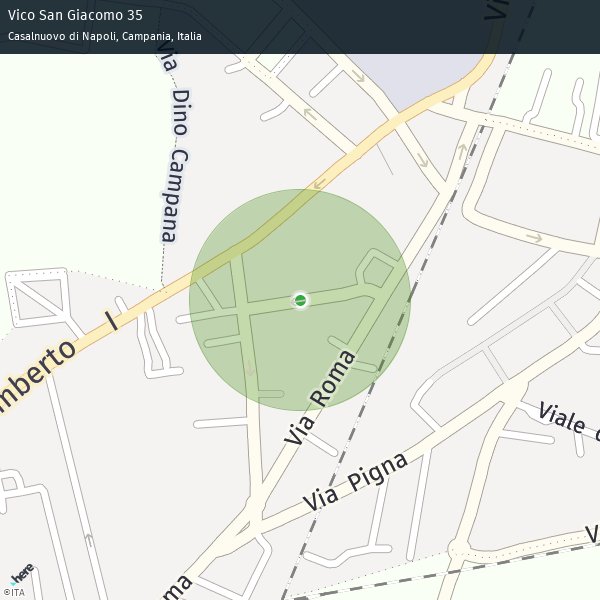 Vico San Giacomo 35
Casalnuovo di Napoli, Campania, Italia
Via Dino Campana
mberto I
Via Roma
Via Pigna
Viale
ma
here
©ITA